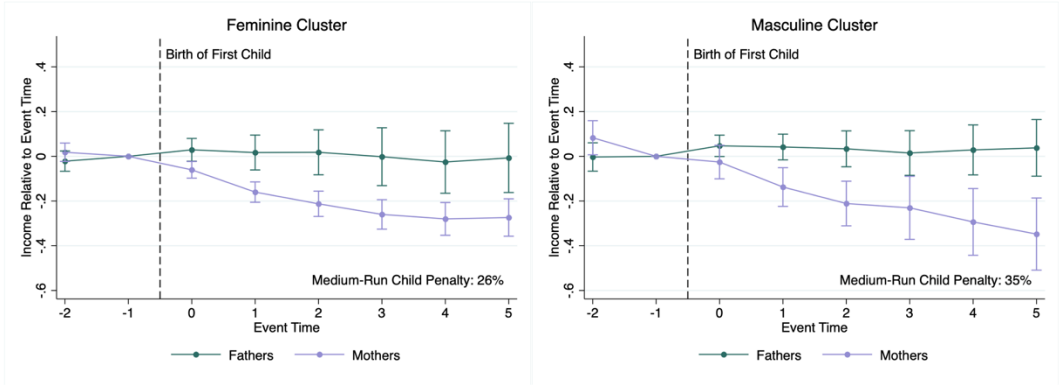 Feminine Cluster
Birth of First Child
Income Relative to Event Time
.4
.2
0
-.2
-.4
-.6
Medium-Run Child Penalty: 26%
-2 -1 0 1 2 3 4 5
Event Time
Fathers Mothers
Masculine Cluster
Birth of First Child
Income Relative to Event Time
.4
.2
0
-.2
-.4
-.6
Medium-Run Child Penalty: 35%
-2 -1 0 1 2 3 4 5
Event Time
Fathers Mothers